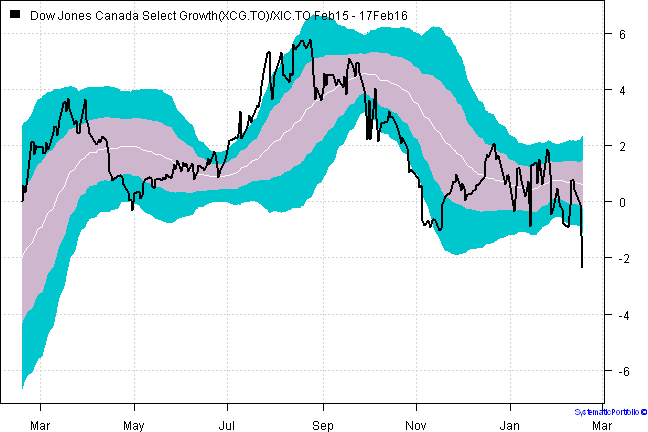 Dow Jones Canada Select Growth(XCG.TO)/XIC.TO Feb15 - 17Feb16
6
4
2
0
-2
-4
-6
Mar May Jul Sep Nov Jan Mar
SystematicPortfolio ©